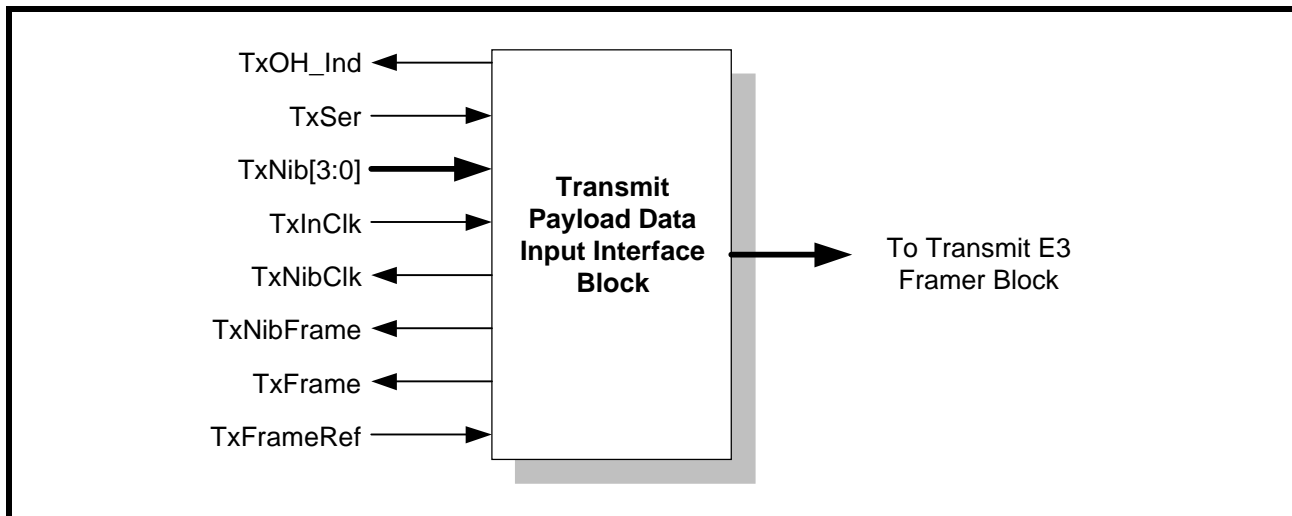 TxOH_Ind
TxSer
TxNib[3:0]
TxInClk
TxNibClk
TxNibFrame
TxFrame
TxFrameRef
Transmit
Payload Data
Input Interface
Block
To Transmit E3
Framer Block